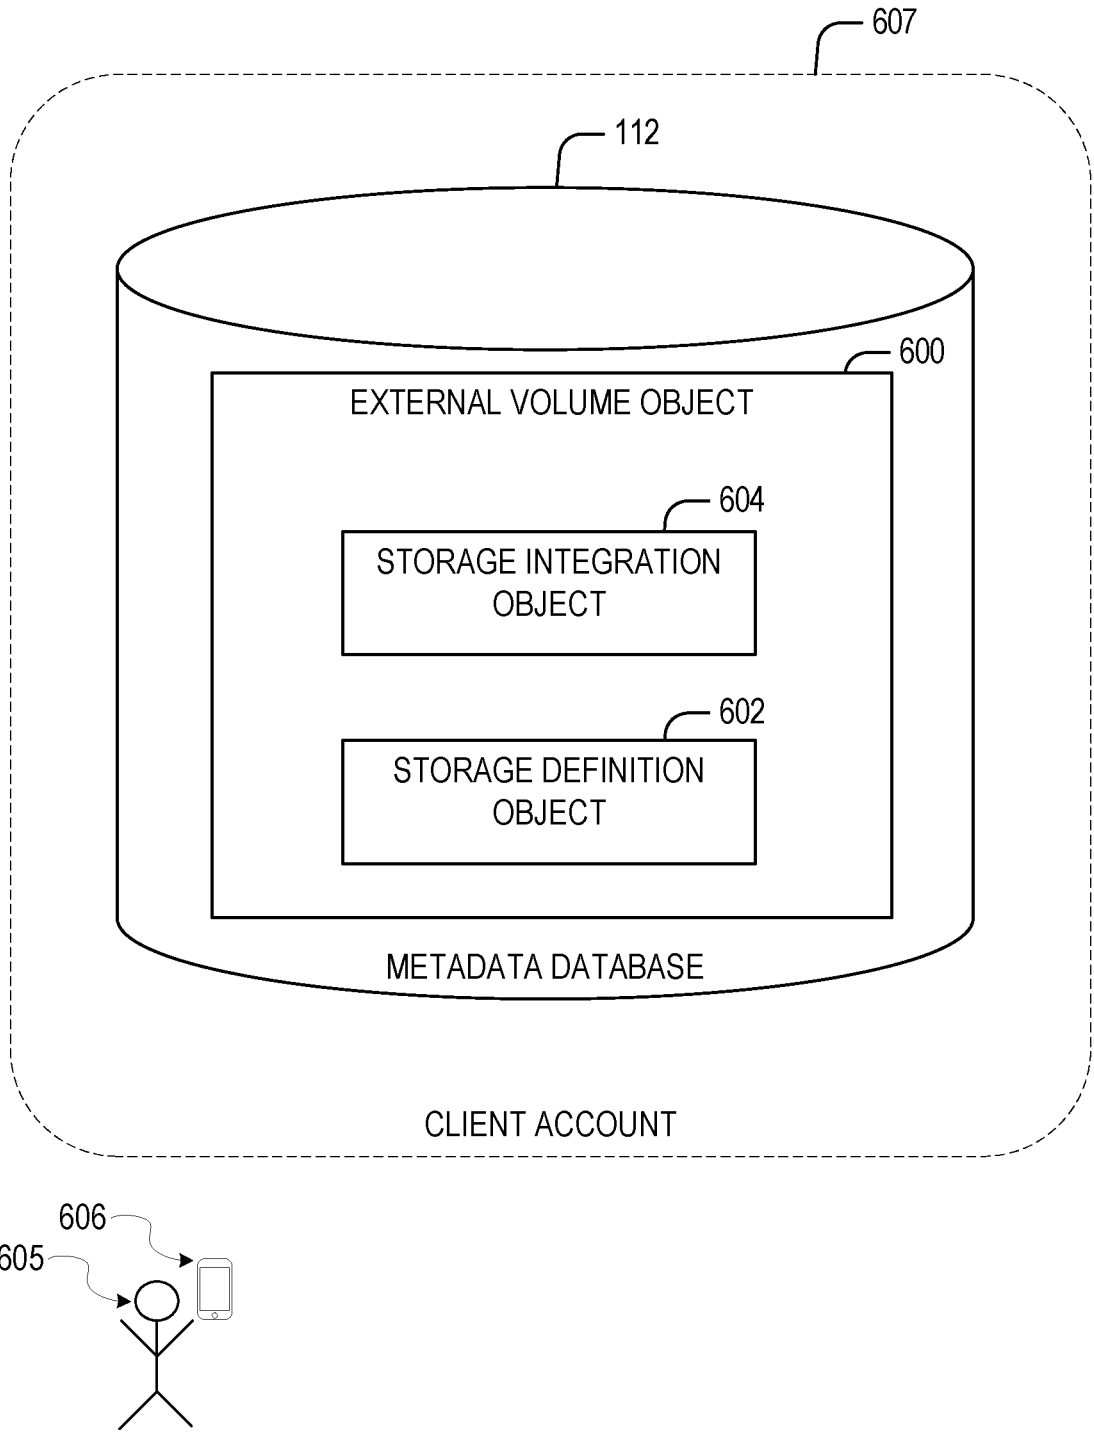 607
112
600
EXTERNAL VOLUME OBJECT
604
STORAGE INTEGRATION
OBJECT
602
STORAGE DEFINITION
OBJECT
METADATA DATABASE
CLIENT ACCOUNT
606
605